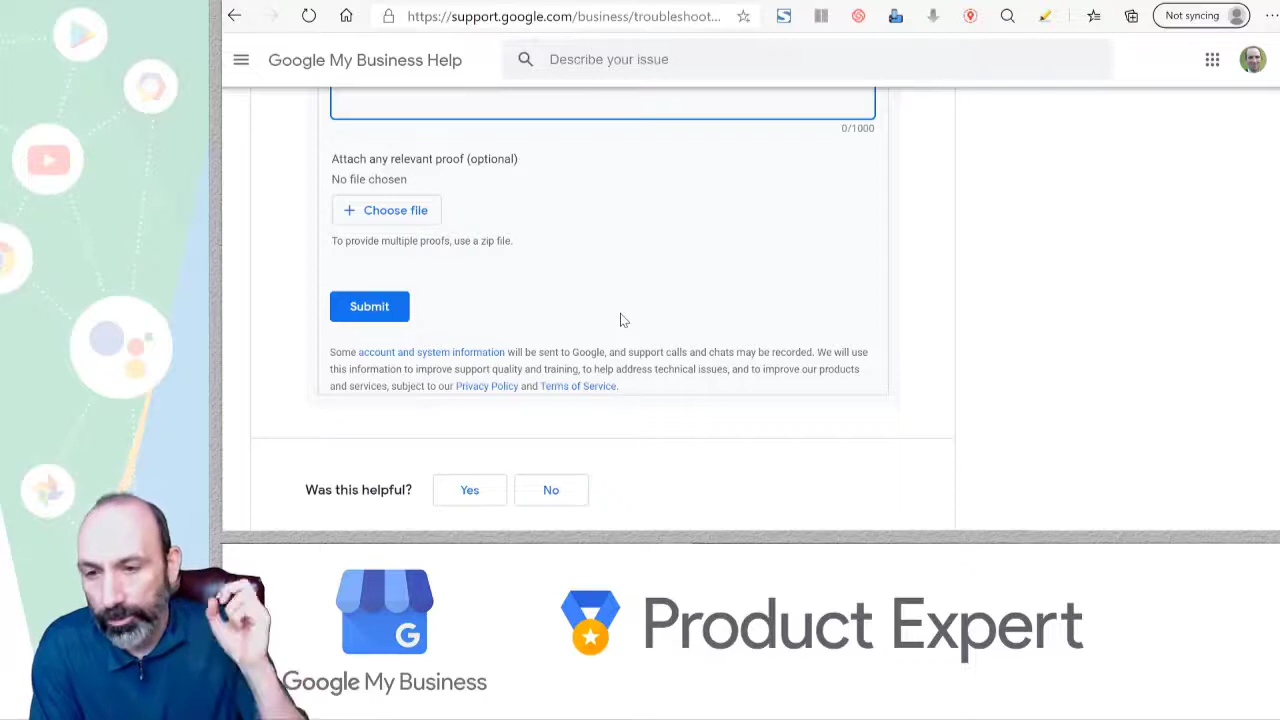 https://support.google.com/business/troubleshoot...
Not syncing
Google My Business Help
Describe your issue
0/1000
Attach any relevant proof (optional)
No file chosen
+ Choose file
To provide multiple proofs, use a zip file.
Submit
Some account and system information will be sent to Google, and support calls and chats may be recorded. We will use
this information to improve support quality and training, to help address technical issues, and to improve our products
and services, subject to our Privacy Policy and Terms of Service.
Was this helpful?
Yes
No
G
Google My Business
Product Expert